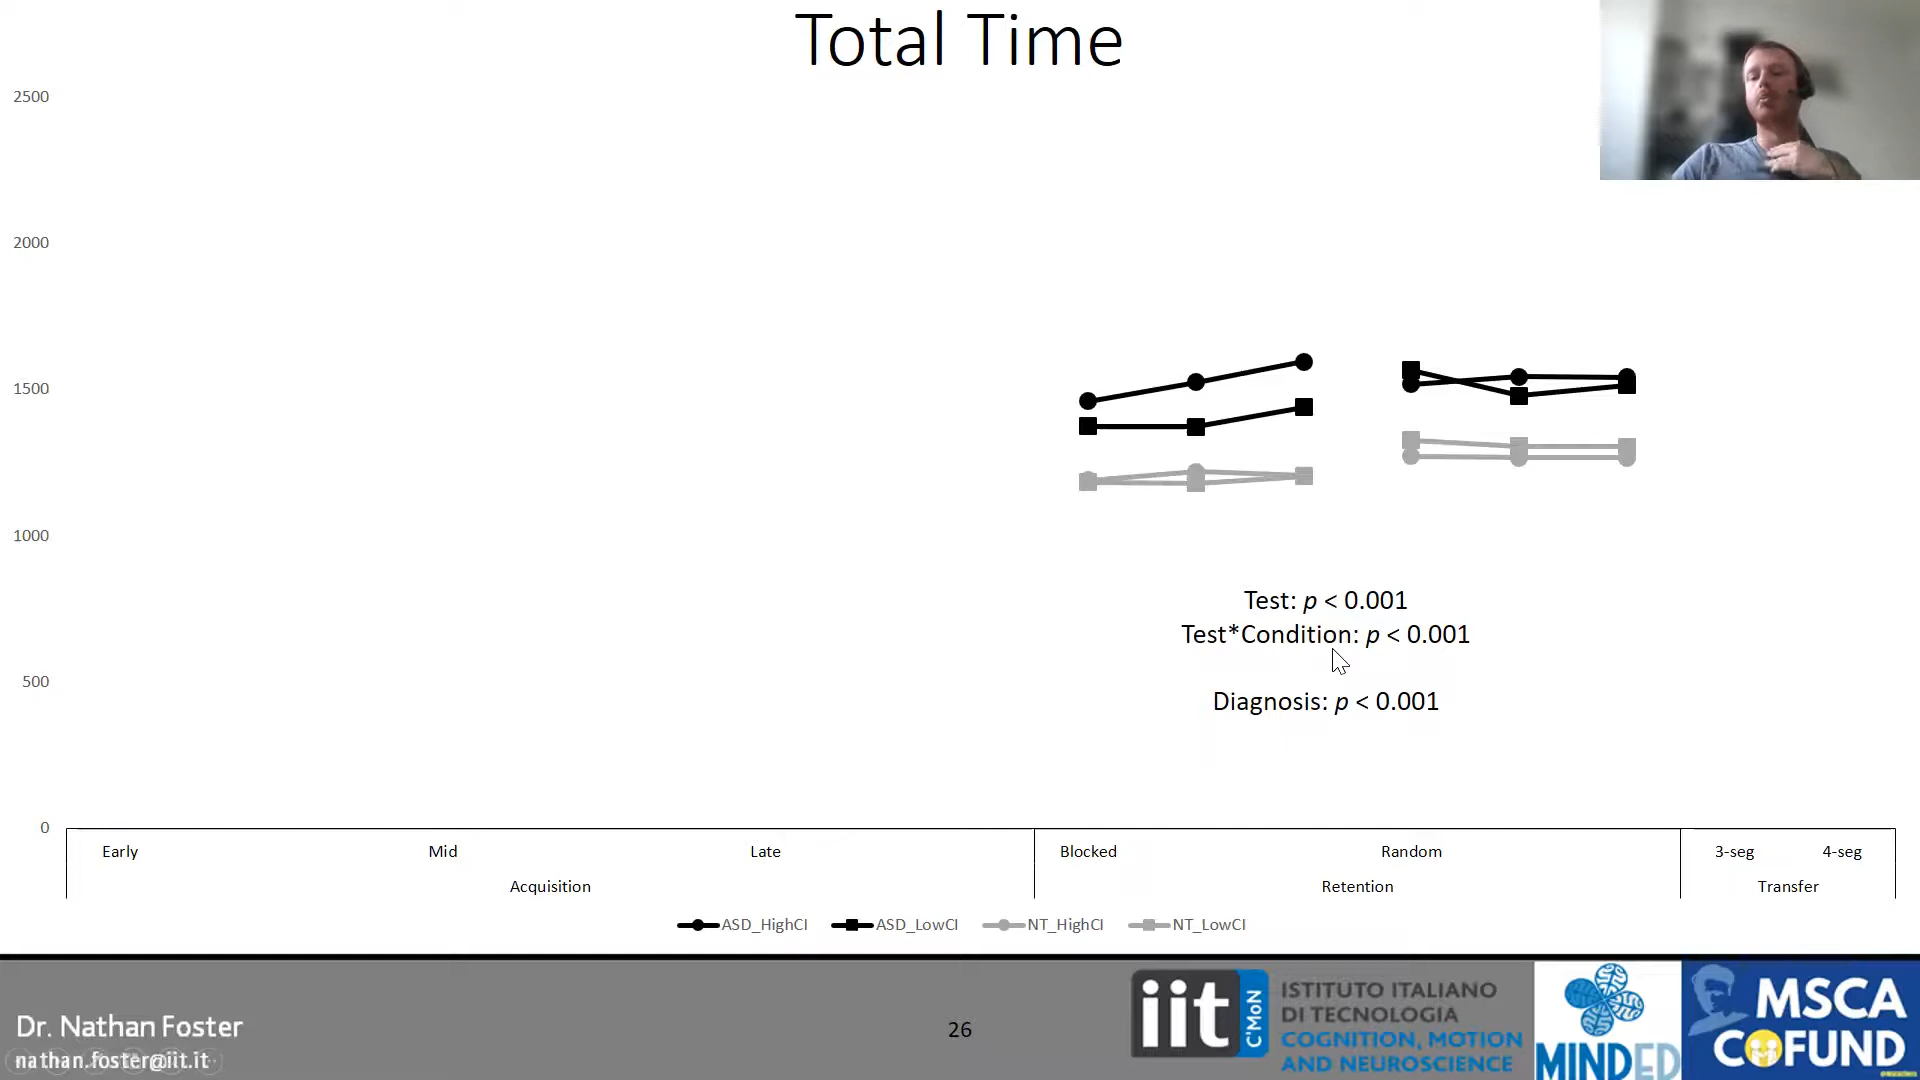 Total Time
2500
2000
1500
1000
500
0
Test: p < 0.001
Test*Condition: p < 0.001
Diagnosis: p < 0.001
Early Mid Late Blocked Random 3-seg 4-seg
Acquisition Retention Transfer
ASD_HighCI ASD_LowCI NT_HighCI NT_LowCI
Dr. Nathan Foster
nathan.foster@iit.it
26
iit C'MoN
ISTITUTO ITALIANO
DI TECNOLOGIA
COGNITION, MOTION
AND NEUROSCIENCE
MINDED
MSCA
COFUND